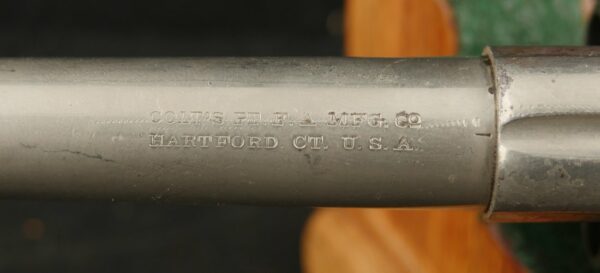 COLT'S PT. F. A. MFG. CO
HARTFORD CT. U.S.A.